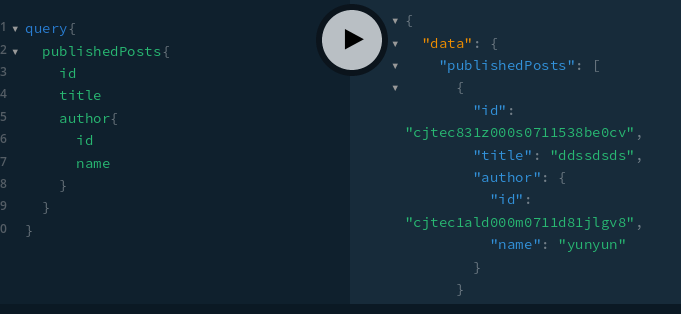 1 ▾ query{
2 ▾ publishedPosts{
3 id
4 title
5 author{
6 id
7 name
8 }
9 }
0 }
▾ {
▾ "data": {
▾ "publishedPosts": [
▾ {
"id":
"cjtec831z000s0711538be0cv",
"title": "ddssdsds",
"author": {
"id":
"cjtec1ald000m0711d81jlgv8",
"name": "yunyun"
}
}